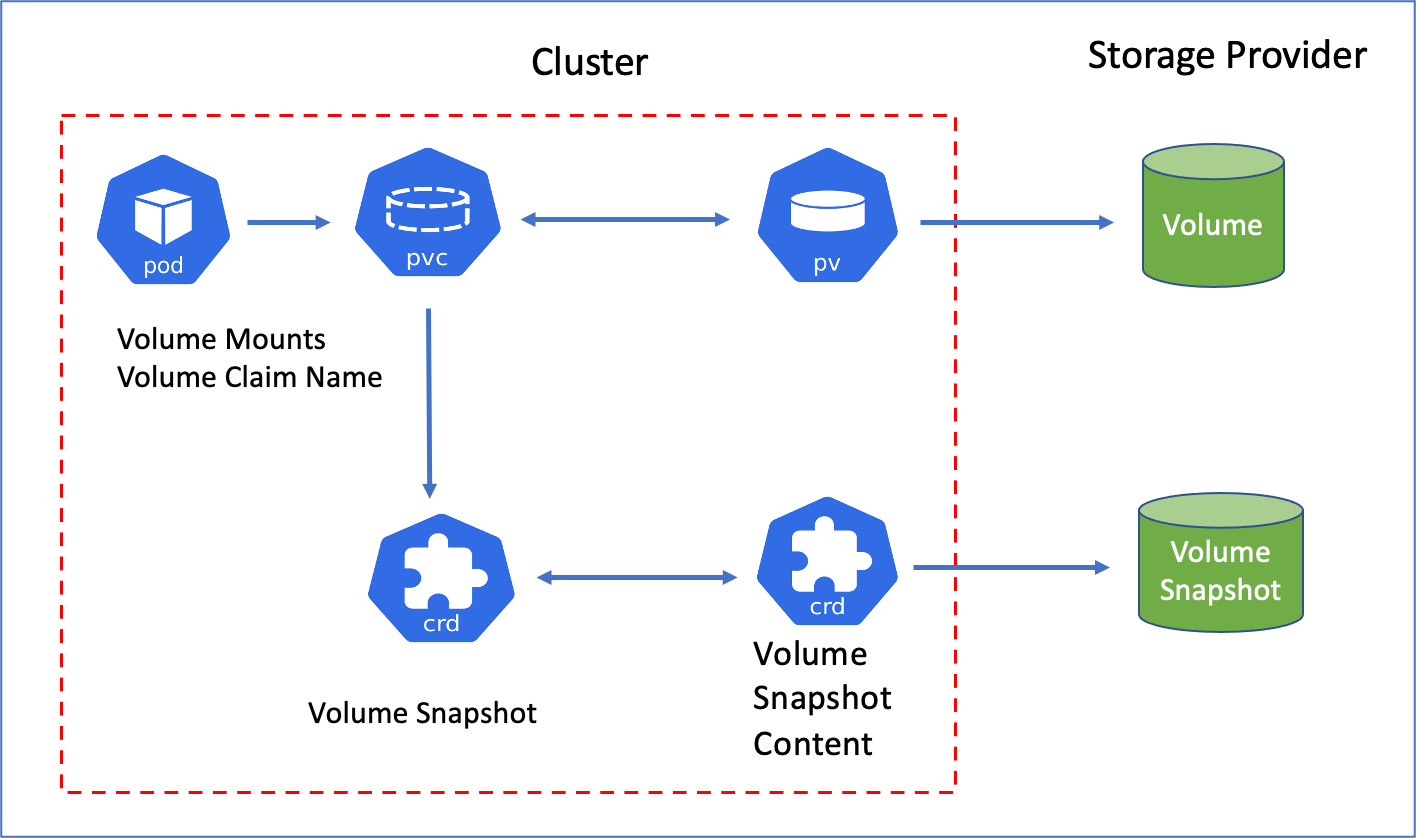 Cluster
Storage Provider
pod
pvc
pv
Volume
Volume Mounts
Volume Claim Name
crd
crd
Volume
Snapshot
Volume Snapshot
Volume
Snapshot
Content